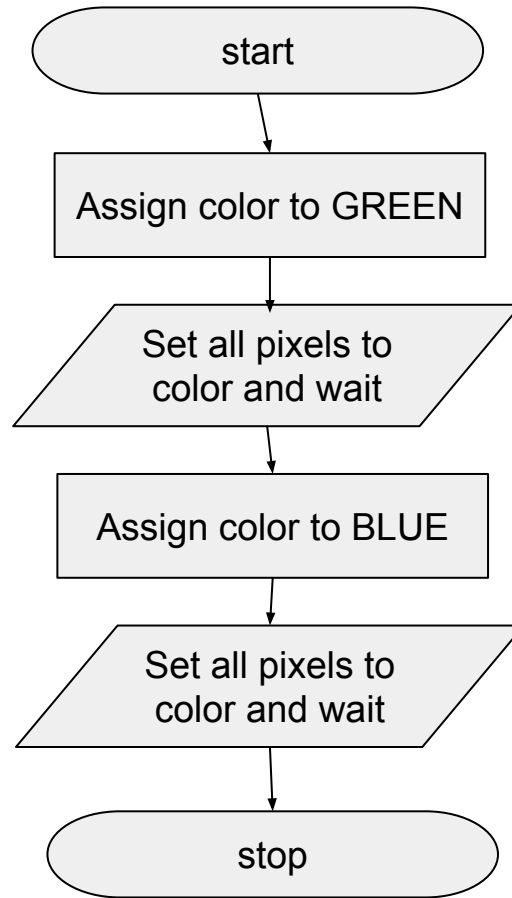 start
Assign color to GREEN
Set all pixels to
color and wait
Assign color to BLUE
Set all pixels to
color and wait
stop